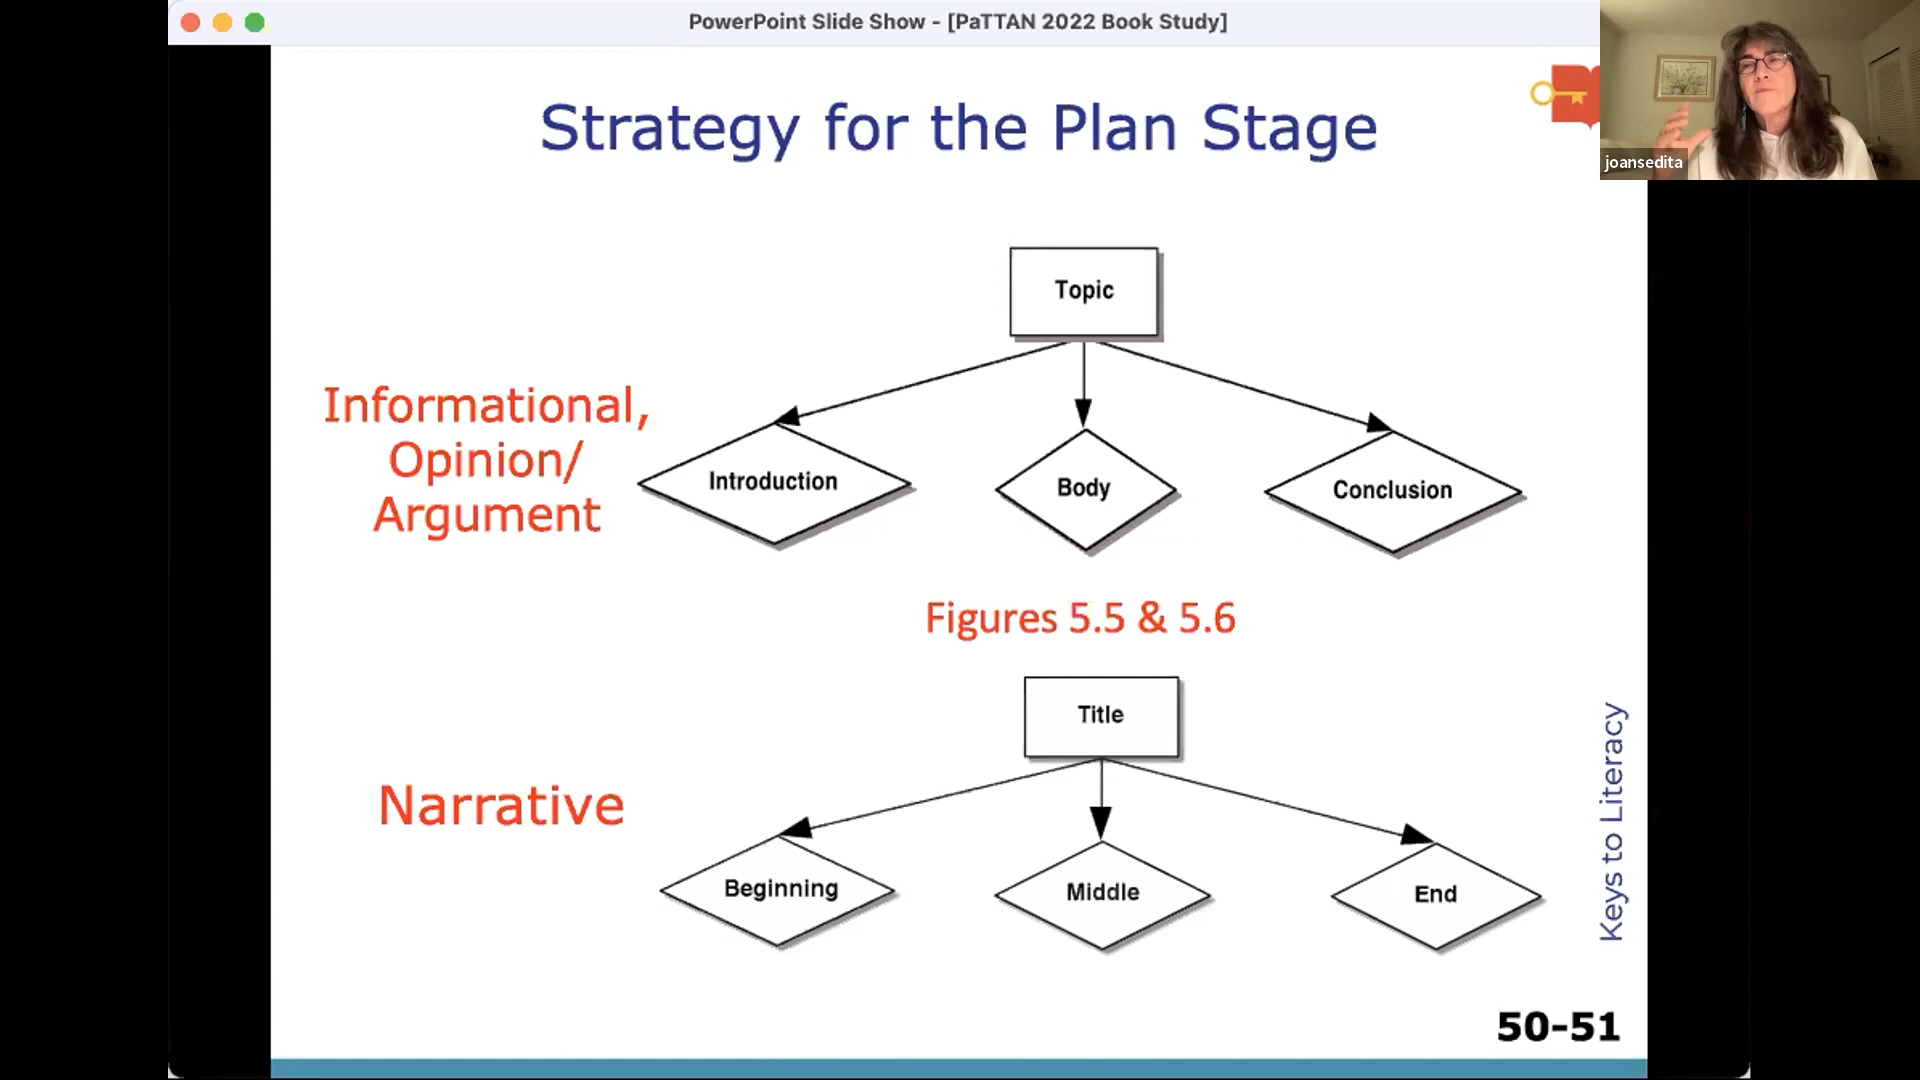 PowerPoint Slide Show - [PaTTAN 2022 Book Study]
joansedita
Strategy for the Plan Stage
Topic
Informational,
Opinion/
Argument
Introduction
Body
Conclusion
Figures 5.5 & 5.6
Title
Narrative
Beginning
Middle
End
Keys to Literacy
50-51